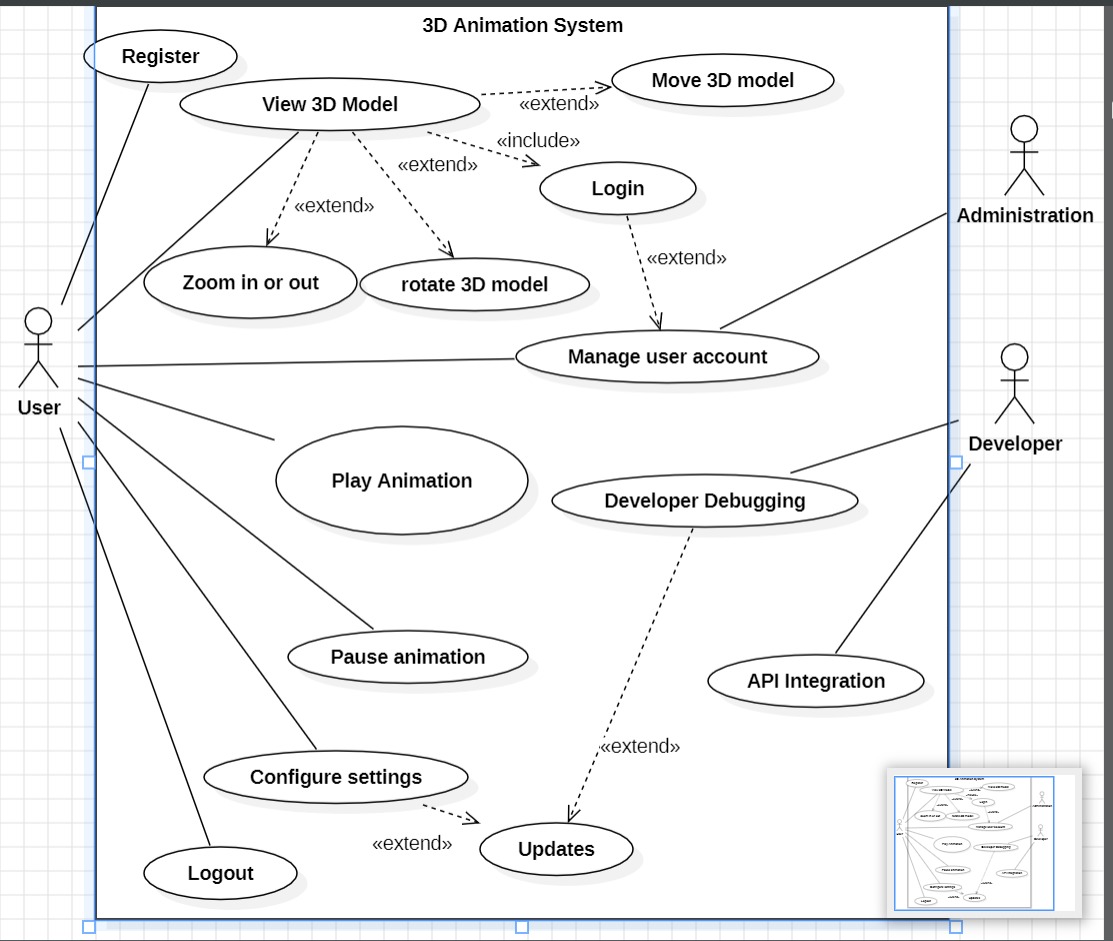 3D Animation System
Register
View 3D Model
Move 3D model
«extend»
«include»
«extend»
Login
«extend»
Administration
«extend»
Zoom in or out
rotate 3D model
Manage user account
User
Developer
Play Animation
Developer Debugging
Pause animation
API Integration
«extend»
Configure settings
«extend»
Updates
Logout